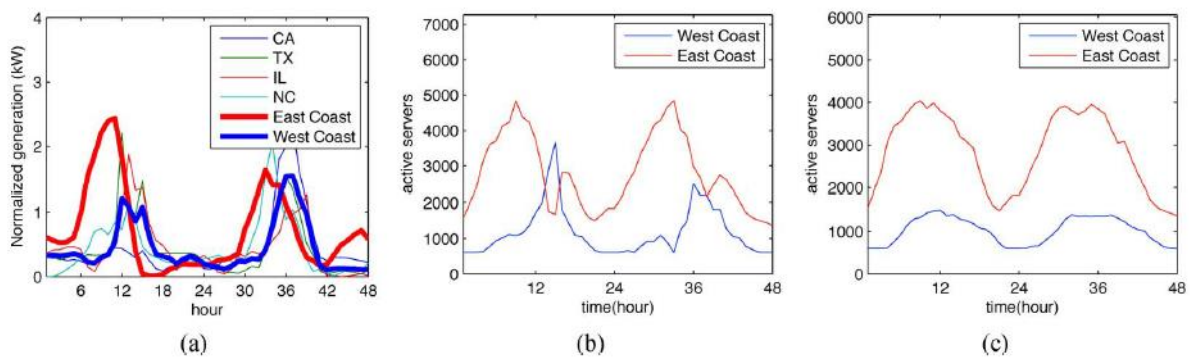 4
3
2
1
0
Normalized generation (kW)
CA
TX
IL
NC
East Coast
West Coast
6 12 18 24 30 36 42 48
hour
(a)
7000
6000
5000
4000
3000
2000
1000
0
active servers
West Coast
East Coast
12 24 36 48
time(hour)
(b)
6000
5000
4000
3000
2000
1000
0
active servers
West Coast
East Coast
12 24 36 48
time(hour)
(c)